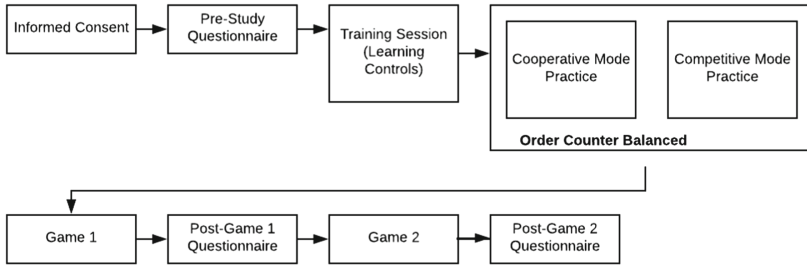 Informed Consent
Pre-Study
Questionnaire
Training Session
(Learning
Controls)
Cooperative Mode
Practice
Competitive Mode
Practice
Order Counter Balanced
Game 1
Post-Game 1
Questionnaire
Game 2
Post-Game 2
Questionnaire